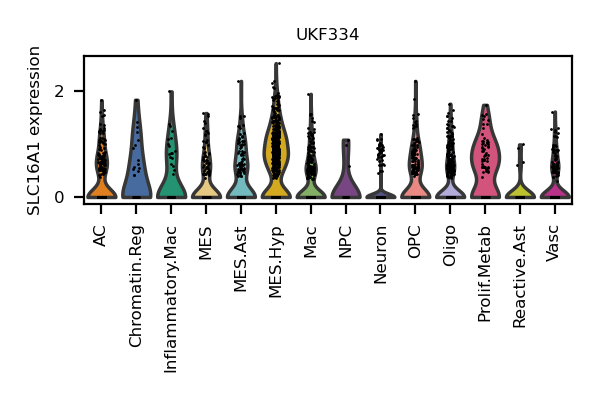 UKF334
SLC16A1 expression
2
0
AC
Chromatin.Reg
Inflammatory.Mac
MES
MES.Ast
MES.Hyp
Mac
NPC
Neuron
OPC
Oligo
Prolif.Metab
Reactive.Ast
Vasc